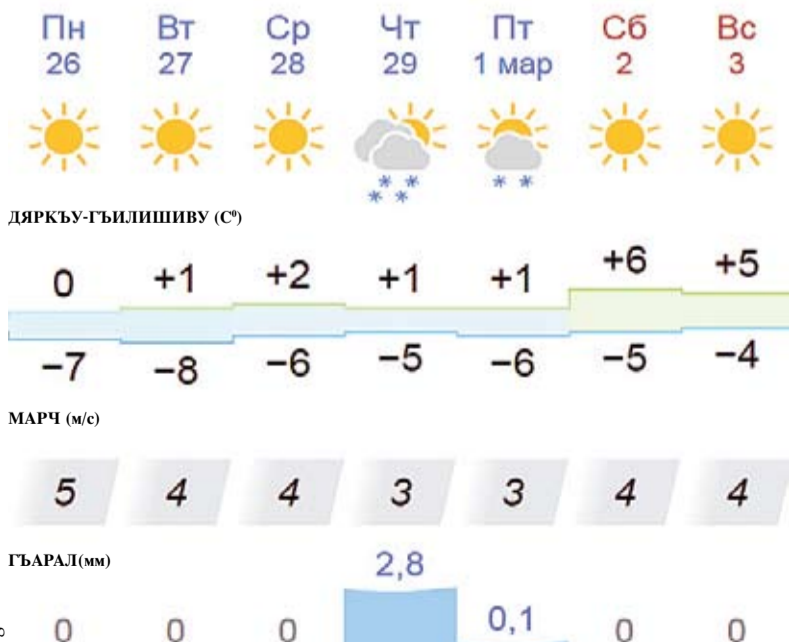 Пн Вт Ср Чт Пт Сб Вс
26 27 28 29 1 мар 2 3
ДЯРКЪУ-ГЪИЛИШИВУ (С⁰)
0 +1 +2 +1 +1 +6 +5
−7 −8 −6 −5 −6 −5 −4
МАРЧ (м/с)
5 4 4 3 3 4 4
ГЪАРАЛ(мм)
2,8
0 0 0 0,1 0 0